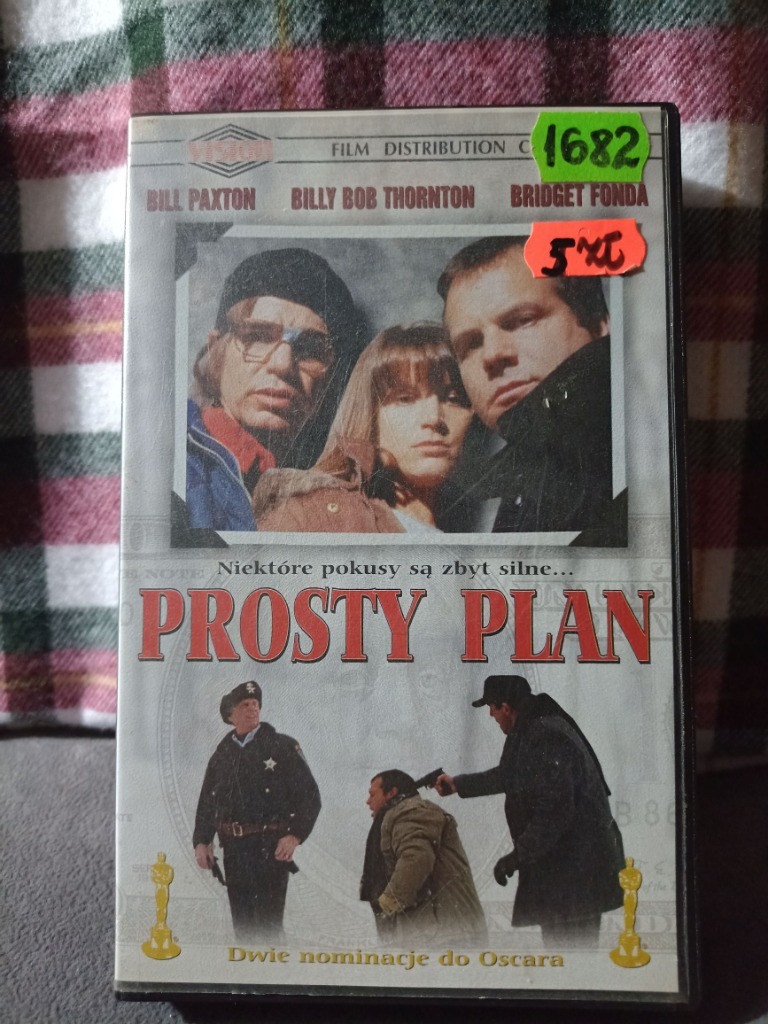 VISION
FILM DISTRIBUTION C
1682
BILL PAXTON BILLY BOB THORNTON BRIDGET FONDA
5 zł
Niektóre pokusy są zbyt silne...
PROSTY PLAN
Dwie nominacje do Oscara